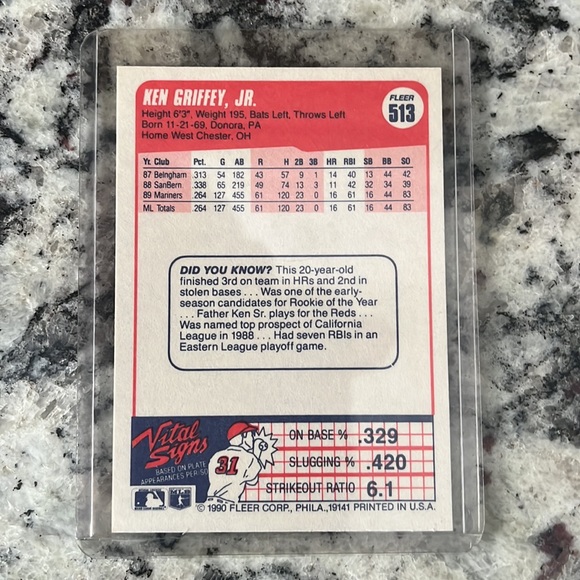 KEN GRIFFEY, JR.
FLEER
513
Height 6'3", Weight 195, Bats Left, Throws Left
Born 11-21-69, Donora, PA
Home West Chester, OH
Yr. Club Pct. G AB R H 2B 3B HR RBI SB BB SO
87 Belngham .313 54 182 43 57 9 1 14 40 13 44 42
88 SanBern. .338 65 219 49 74 13 3 11 42 32 34 39
89 Mariners .264 127 455 61 120 23 0 16 61 16 44 83
ML Totals .264 127 455 61 120 23 0 16 61 16 44 83
DID YOU KNOW? This 20-year-old
finished 3rd on team in HRs and 2nd in
stolen bases . . . Was one of the early-
season candidates for Rookie of the Year
. . . Father Ken Sr. plays for the Reds . . .
Was named top prospect of California
League in 1988 . . . Had seven RBIs in an
Eastern League playoff game.
Vital
Signs
BASED ON PLATE
APPEARANCES PER/SO
31
ON BASE % .329
SLUGGING % .420
STRIKEOUT RATIO 6.1
© 1990 FLEER CORP., PHILA., 19141 PRINTED IN U.S.A.